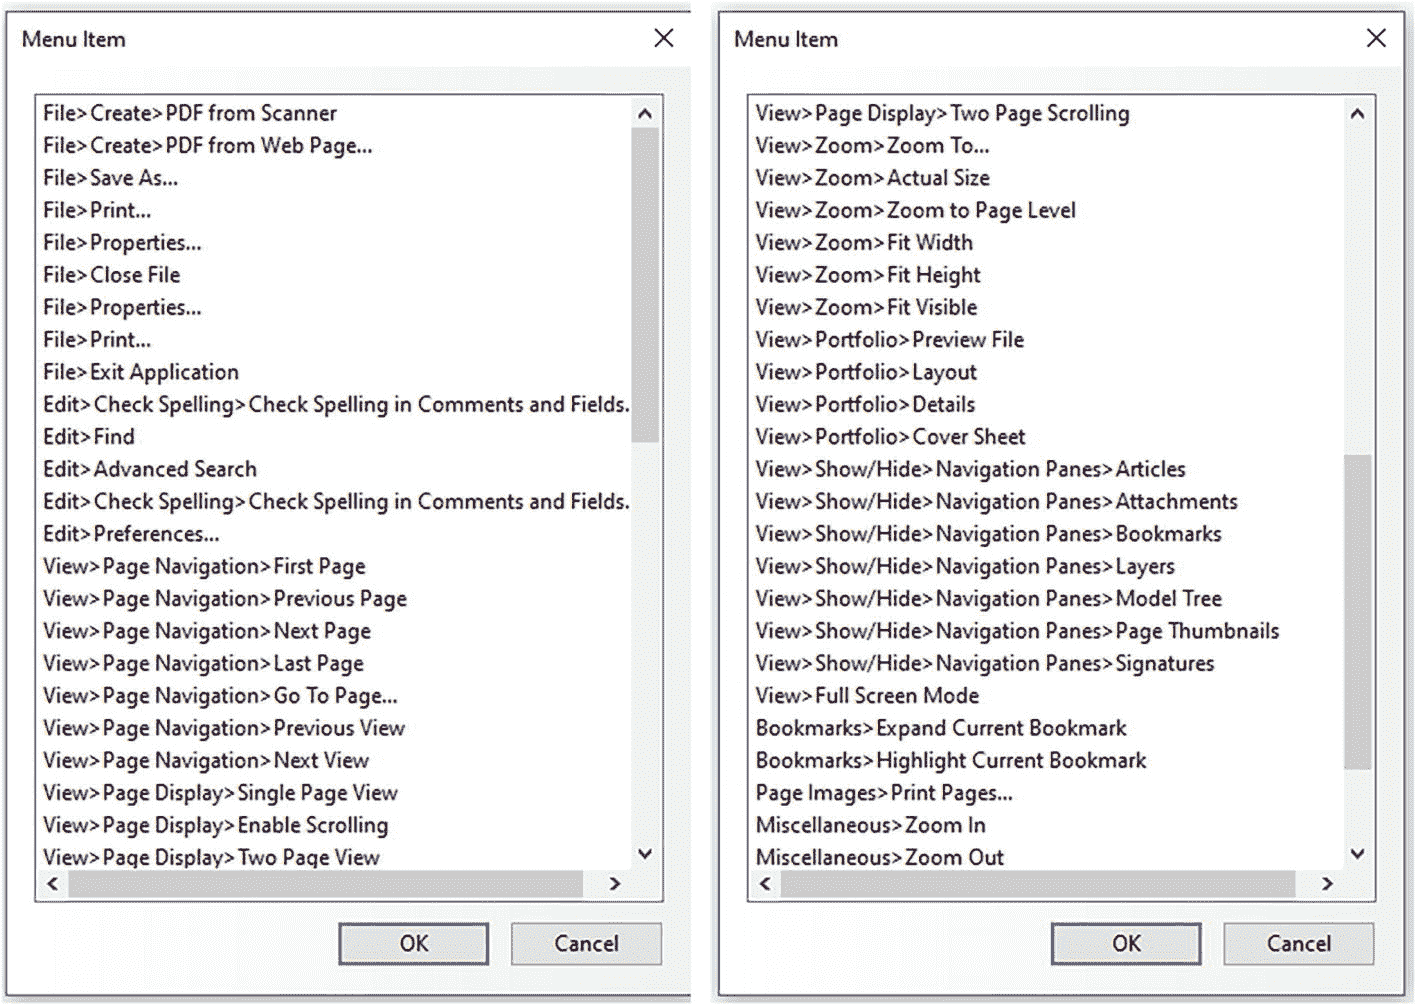 Menu Item
File>Create>PDF from Scanner
File>Create>PDF from Web Page...
File>Save As...
File>Print...
File>Properties...
File>Close File
File>Properties...
File>Print...
File>Exit Application
Edit>Check Spelling>Check Spelling in Comments and Fields.
Edit>Find
Edit>Advanced Search
Edit>Check Spelling>Check Spelling in Comments and Fields.
Edit>Preferences...
View>Page Navigation>First Page
View>Page Navigation>Previous Page
View>Page Navigation>Next Page
View>Page Navigation>Last Page
View>Page Navigation>Go To Page...
View>Page Navigation>Previous View
View>Page Navigation>Next View
View>Page Display>Single Page View
View>Page Display>Enable Scrolling
View>Page Display>Two Page View
OK
Cancel
Menu Item
View>Page Display>Two Page Scrolling
View>Zoom>Zoom To...
View>Zoom>Actual Size
View>Zoom>Zoom to Page Level
View>Zoom>Fit Width
View>Zoom>Fit Height
View>Zoom>Fit Visible
View>Portfolio>Preview File
View>Portfolio>Layout
View>Portfolio>Details
View>Portfolio>Cover Sheet
View>Show/Hide>Navigation Panes>Articles
View>Show/Hide>Navigation Panes>Attachments
View>Show/Hide>Navigation Panes>Bookmarks
View>Show/Hide>Navigation Panes>Layers
View>Show/Hide>Navigation Panes>Model Tree
View>Show/Hide>Navigation Panes>Page Thumbnails
View>Show/Hide>Navigation Panes>Signatures
View>Full Screen Mode
Bookmarks>Expand Current Bookmark
Bookmarks>Highlight Current Bookmark
Page Images>Print Pages...
Miscellaneous>Zoom In
Miscellaneous>Zoom Out
OK
Cancel